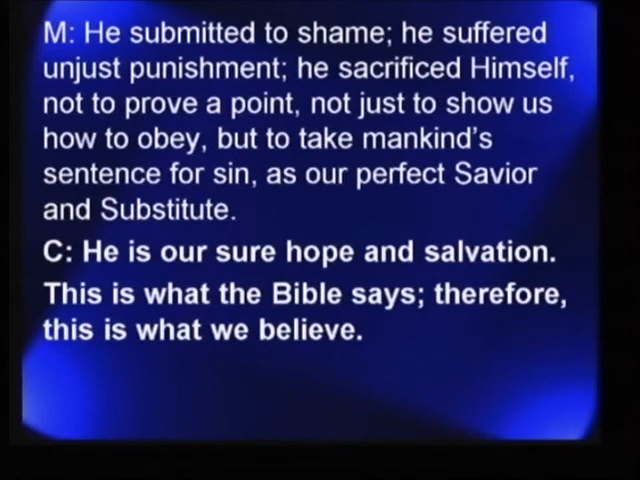 M: He submitted to shame; he suffered
unjust punishment; he sacrificed Himself,
not to prove a point, not just to show us
how to obey, but to take mankind's
sentence for sin, as our perfect Savior
and Substitute.
C: He is our sure hope and salvation.
This is what the Bible says; therefore,
this is what we believe.